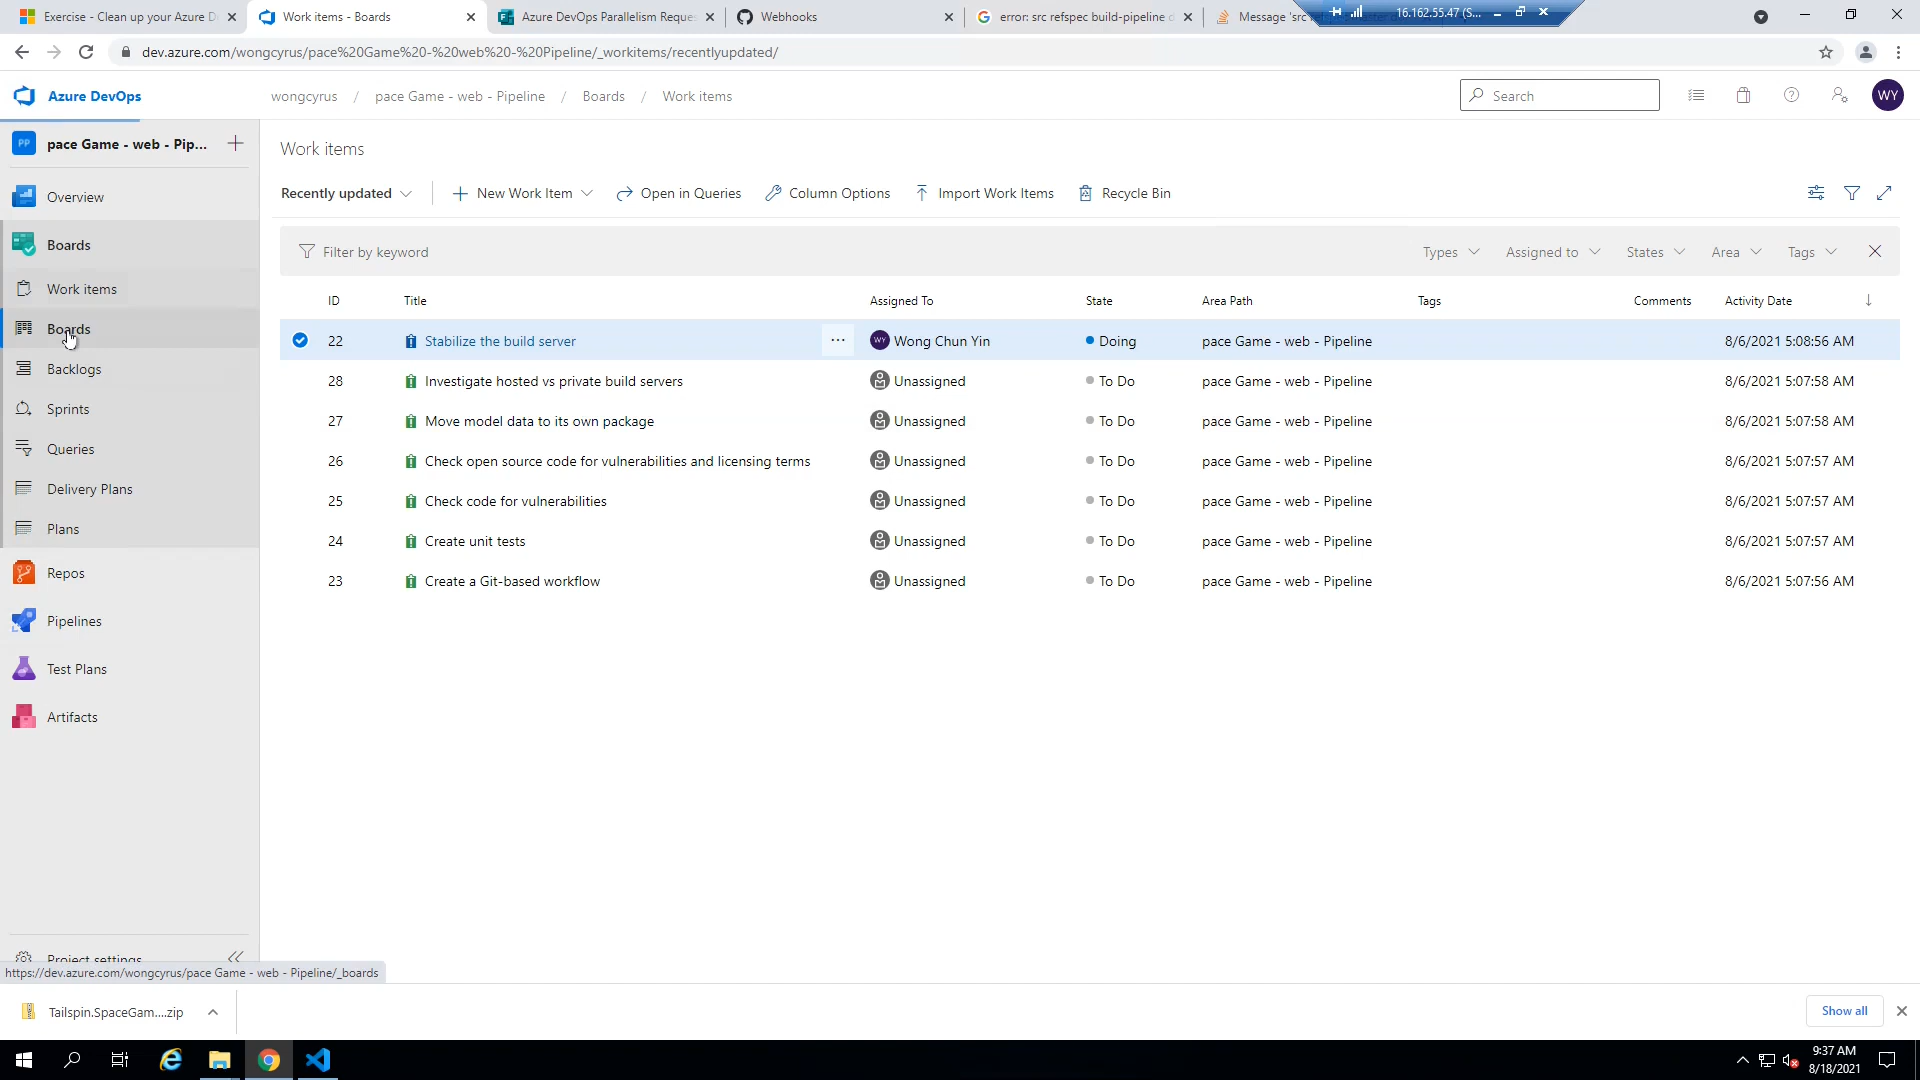 Exercise - Clean up your Azure D
Work items - Boards
Azure DevOps Parallelism Reques
Webhooks
error: src refspec build-pipeline d
Message 'src ref
16.162.55.47 (S...
dev.azure.com/wongcyrus/pace%20Game%20-%20web%20-%20Pipeline/_workitems/recentlyupdated/
Azure DevOps
wongcyrus / pace Game - web - Pipeline / Boards / Work items
Search
WY
PP pace Game - web - Pip...
Overview
Boards
Work items
Boards
Backlogs
Sprints
Queries
Delivery Plans
Plans
Repos
Pipelines
Test Plans
Artifacts
Project settings
Work items
Recently updated New Work Item Open in Queries Column Options Import Work Items Recycle Bin
Filter by keyword Types Assigned to States Area Tags
ID Title Assigned To State Area Path Tags Comments Activity Date
22 Stabilize the build server ... WY Wong Chun Yin Doing pace Game - web - Pipeline 8/6/2021 5:08:56 AM
28 Investigate hosted vs private build servers Unassigned To Do pace Game - web - Pipeline 8/6/2021 5:07:58 AM
27 Move model data to its own package Unassigned To Do pace Game - web - Pipeline 8/6/2021 5:07:58 AM
26 Check open source code for vulnerabilities and licensing terms Unassigned To Do pace Game - web - Pipeline 8/6/2021 5:07:57 AM
25 Check code for vulnerabilities Unassigned To Do pace Game - web - Pipeline 8/6/2021 5:07:57 AM
24 Create unit tests Unassigned To Do pace Game - web - Pipeline 8/6/2021 5:07:57 AM
23 Create a Git-based workflow Unassigned To Do pace Game - web - Pipeline 8/6/2021 5:07:56 AM
https://dev.azure.com/wongcyrus/pace Game - web - Pipeline/_boards
Tailspin.SpaceGam....zip
Show all
9:37 AM
8/18/2021